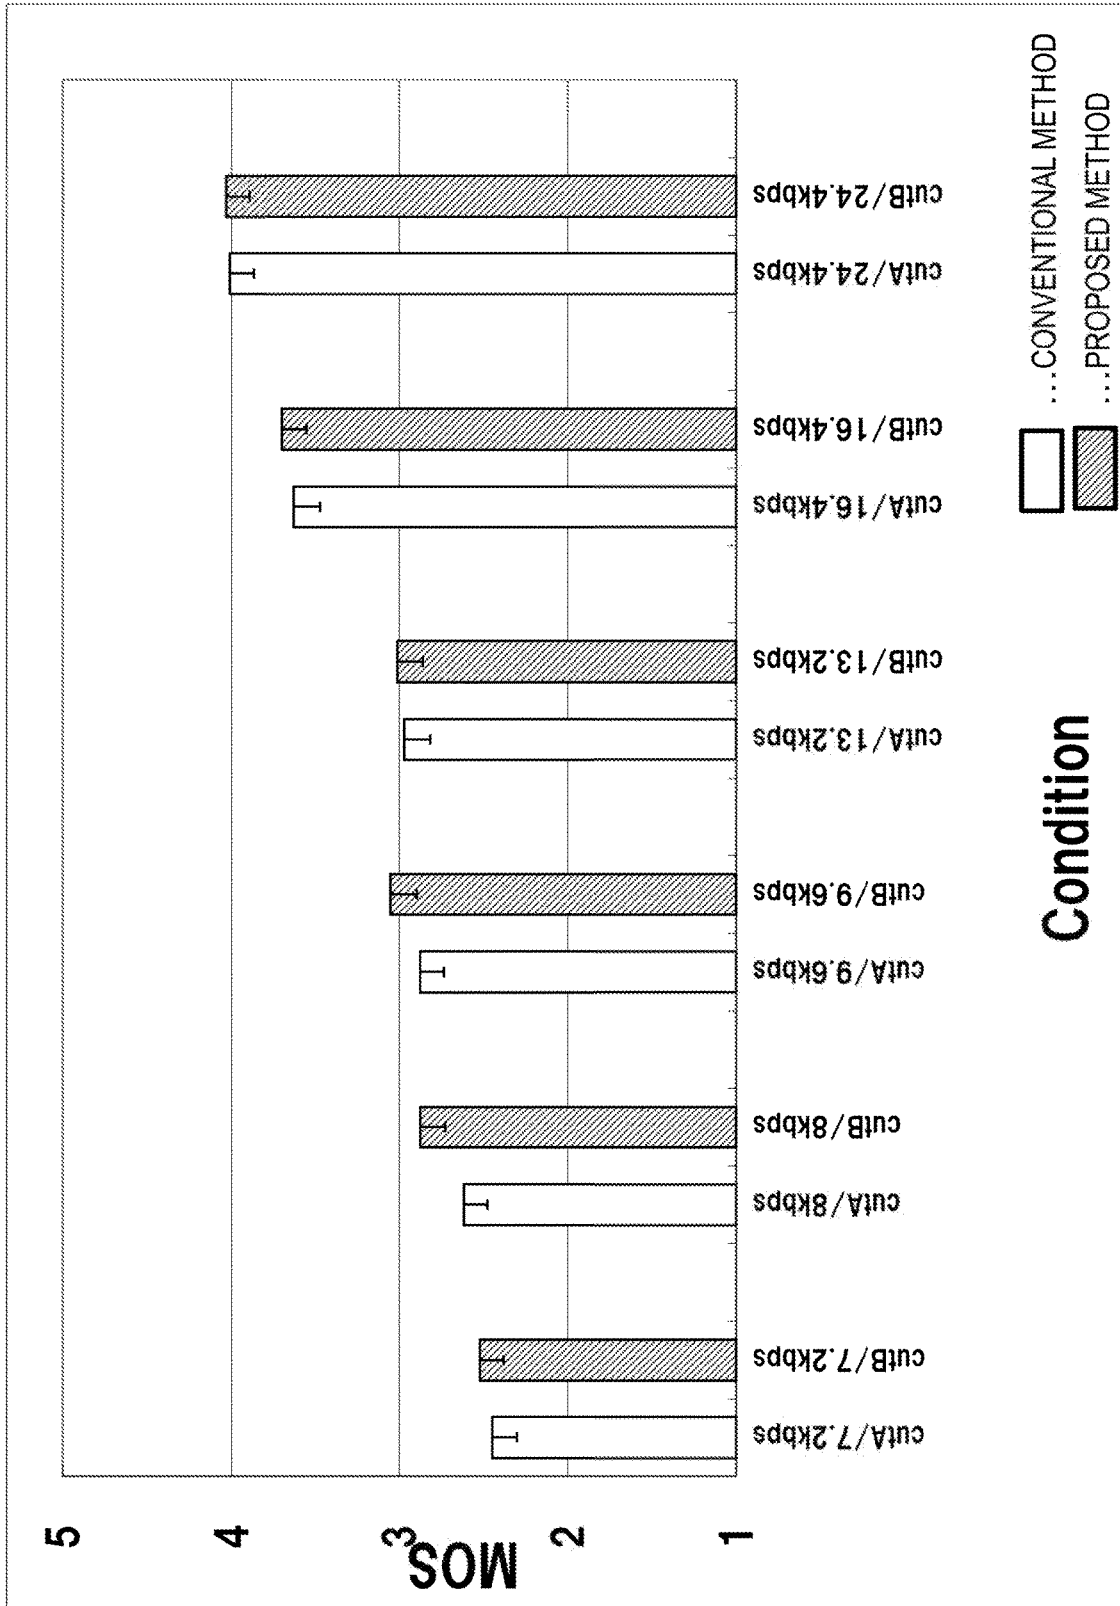 MOS
5
4
3
2
1
cutA/7.2kbps
cutB/7.2kbps
cutA/8kbps
cutB/8kbps
cutA/9.6kbps
cutB/9.6kbps
cutA/13.2kbps
cutB/13.2kbps
cutA/16.4kbps
cutB/16.4kbps
cutA/24.4kbps
cutB/24.4kbps
Condition
...CONVENTIONAL METHOD
...PROPOSED METHOD